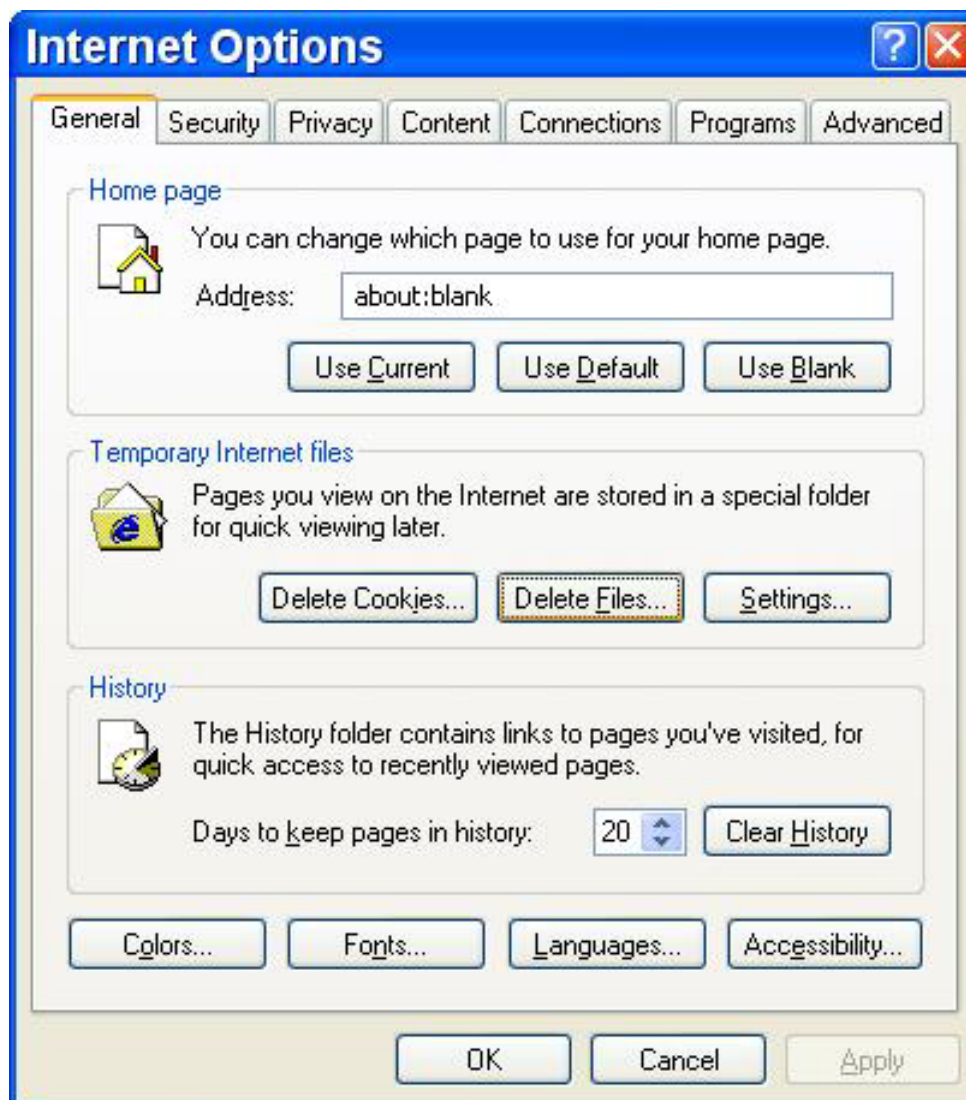 Internet Options
General Security Privacy Content Connections Programs Advanced
Home page
You can change which page to use for your home page.
Address: about:blank
Use Current Use Default Use Blank
Temporary Internet files
Pages you view on the Internet are stored in a special folder
for quick viewing later.
Delete Cookies... Delete Files... Settings...
History
The History folder contains links to pages you've visited, for
quick access to recently viewed pages.
Days to keep pages in history: 20 Clear History
Colors... Fonts... Languages... Accessibility...
OK Cancel Apply